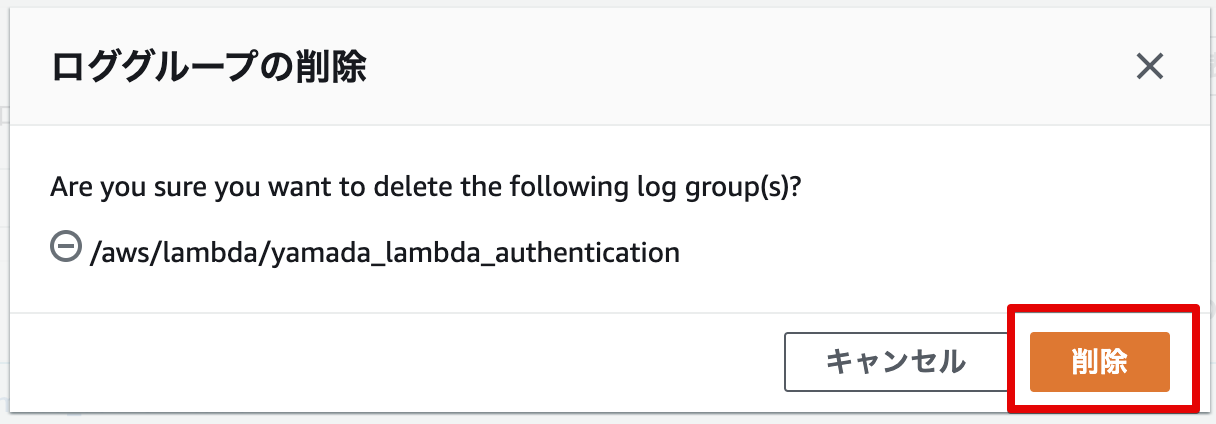 ロググループの削除
Are you sure you want to delete the following log group(s)?
/aws/lambda/yamada_lambda_authentication
キャンセル
削除